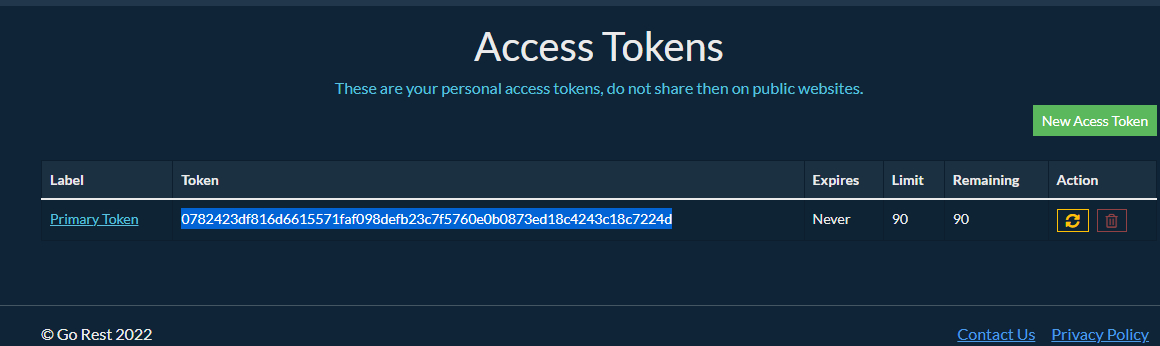 Access Tokens
These are your personal access tokens, do not share then on public websites.
New Acess Token
Label Token Expires Limit Remaining Action
Primary Token 0782423df816d6615571faf098defb23c7f5760e0b0873ed18c4243c18c7224d Never 90 90
© Go Rest 2022 Contact Us Privacy Policy